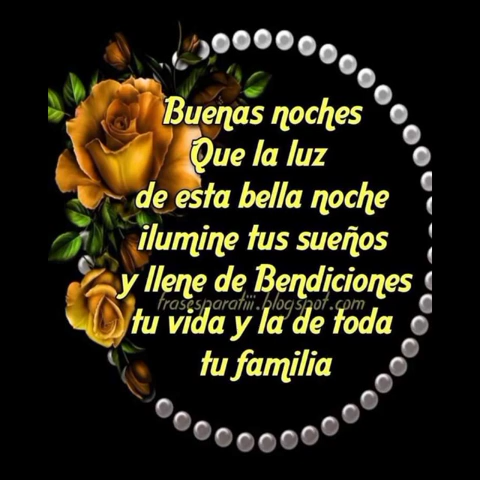 Buenas noches
Que la luz
de esta bella noche
ilumine tus sueños
y llene de Bendiciones
frasesparatiiii.blogspot.com
tu vida y la de toda
tu familia